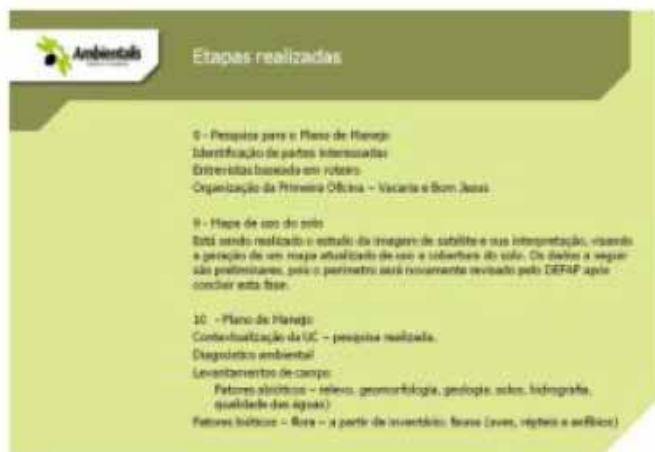 Ambientalis
Etapas realizadas
8 - Pesquisa para o Plano de Manejo
Identificação de partes interessadas
Entrevistas baseada em roteiro
Organização da Primeira Oficina – Vacaria e Bom Jesus
9 - Mapa de uso do solo
Está sendo realizado o estudo da imagem de satélite e sua interpretação, visando
a geração de um mapa atualizado de uso e cobertura do solo. Os dados a seguir
são preliminares, pois o perímetro será novamente revisado pelo DEFAP após
concluir esta fase.
10 - Plano de Manejo
Contextualização da UC – pesquisa realizada.
Diagnóstico ambiental
Levantamentos de campo
Fatores abióticos – relevo, geomorfologia, geologia, solos, hidrografia,
qualidade das águas)
Fatores bióticos – flora – a partir de inventário, fauna (aves, répteis e anfíbios)